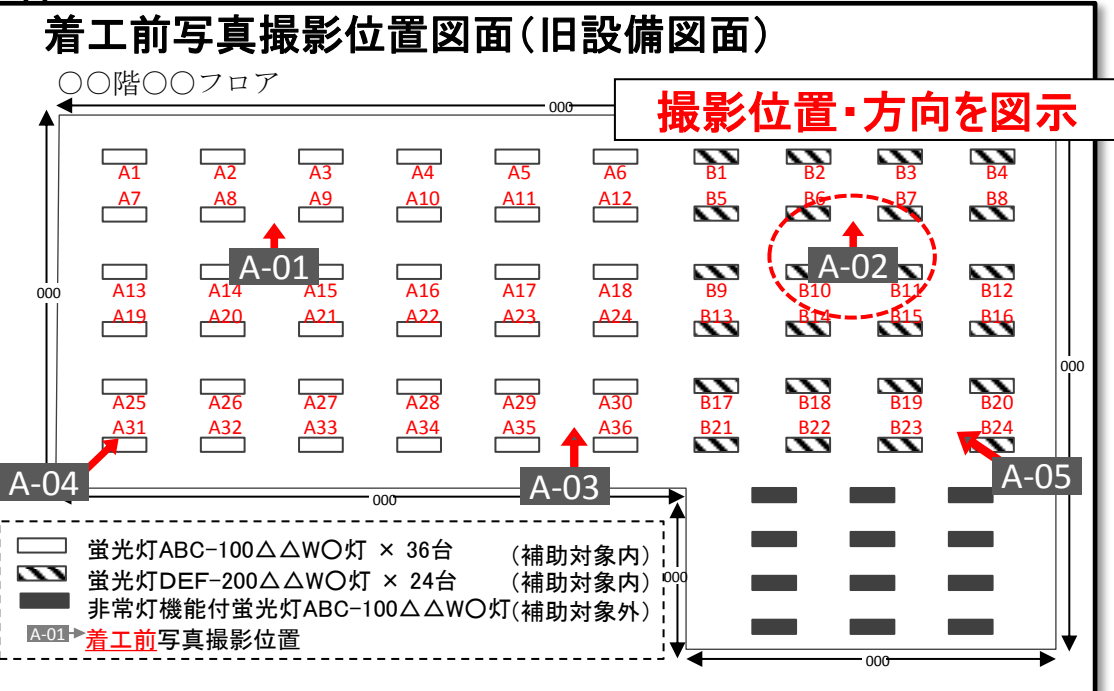 着工前写真撮影位置図面(旧設備図面)
○○階○○フロア
000
撮影位置・方向を図示
A1 A2 A3 A4 A5 A6 B1 B2 B3 B4
A7 A8 A9 A10 A11 A12 B5 B6 B7 B8
A-01 A-02
000
A13 A14 A15 A16 A17 A18 B9 B10 B11 B12
A19 A20 A21 A22 A23 A24 B13 B14 B15 B16
000
A25 A26 A27 A28 A29 A30 B17 B18 B19 B20
A31 A32 A33 A34 A35 A36 B21 B22 B23 B24
A-04 A-03 A-05
000
蛍光灯ABC-100△△W○灯 × 36台 (補助対象内)
蛍光灯DEF-200△△W○灯 × 24台 (補助対象内)
000
非常灯機能付蛍光灯ABC-100△△W○灯(補助対象外)
A-01 着工前写真撮影位置
000